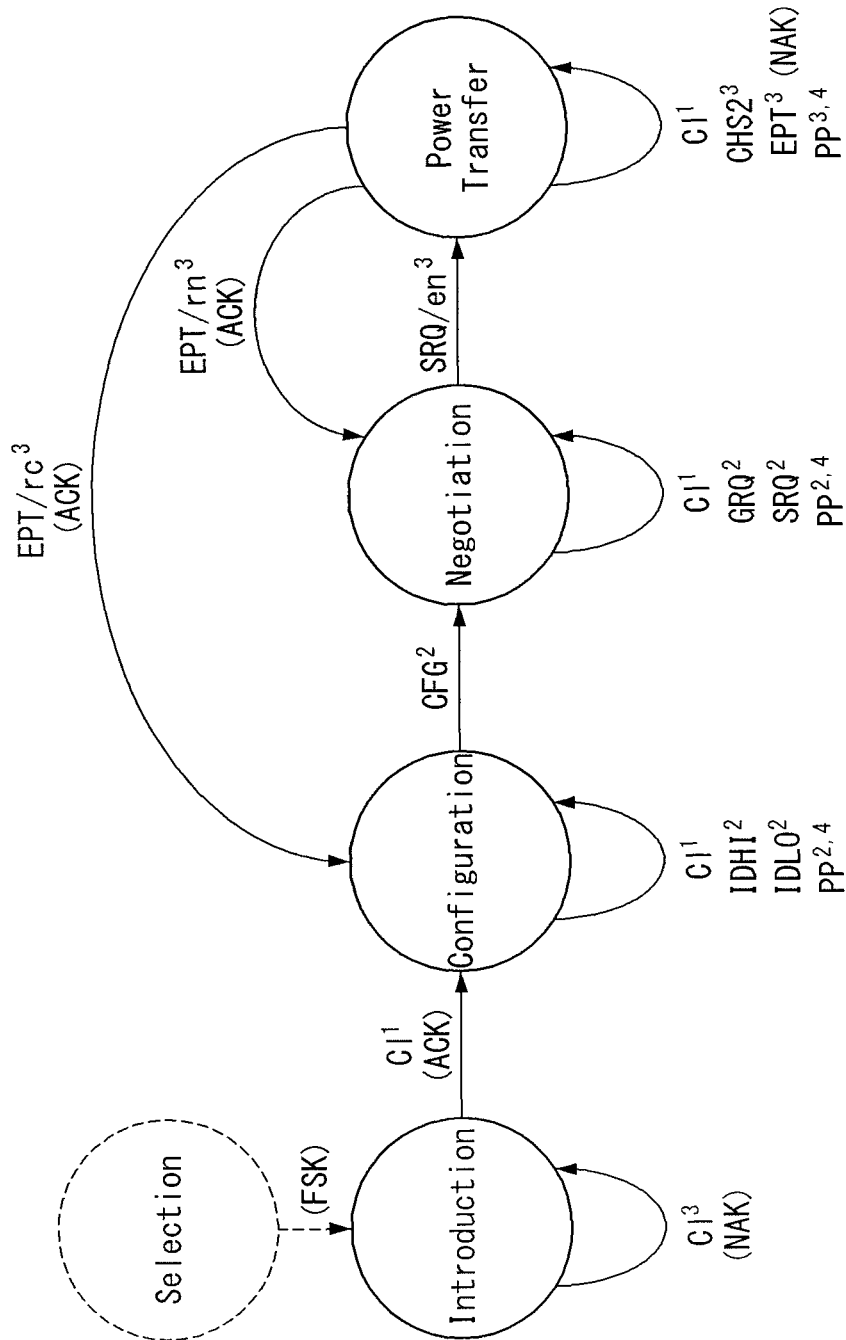 Selection
(FSK)
Introduction
CI³
(NAK)
CI¹
(ACK)
Configuration
CI¹
IDHI²
IDLO²
PP²,⁴
CFG²
Negotiation
CI¹
GRQ²
SRQ²
PP²,⁴
SRQ/en³
EPT/rc³
(ACK)
EPT/rn³
(ACK)
Power
Transfer
CI¹
CHS2³
EPT³ (NAK)
PP³,⁴